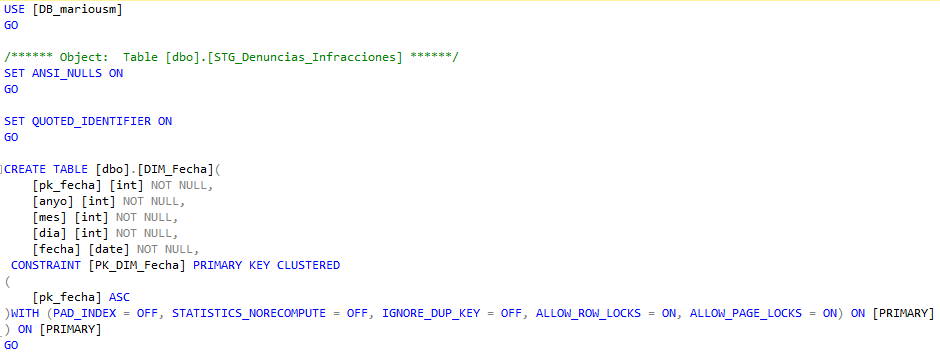 USE [DB_mariousm]
GO
/****** Object:  Table [dbo].[STG_Denuncias_Infracciones] ******/
SET ANSI_NULLS ON
GO
SET QUOTED_IDENTIFIER ON
GO
CREATE TABLE [dbo].[DIM_Fecha](
    [pk_fecha] [int] NOT NULL,
    [anyo] [int] NOT NULL,
    [mes] [int] NOT NULL,
    [dia] [int] NOT NULL,
    [fecha] [date] NOT NULL,
 CONSTRAINT [PK_DIM_Fecha] PRIMARY KEY CLUSTERED
(
    [pk_fecha] ASC
)WITH (PAD_INDEX = OFF, STATISTICS_NORECOMPUTE = OFF, IGNORE_DUP_KEY = OFF, ALLOW_ROW_LOCKS = ON, ALLOW_PAGE_LOCKS = ON) ON [PRIMARY]
) ON [PRIMARY]
GO